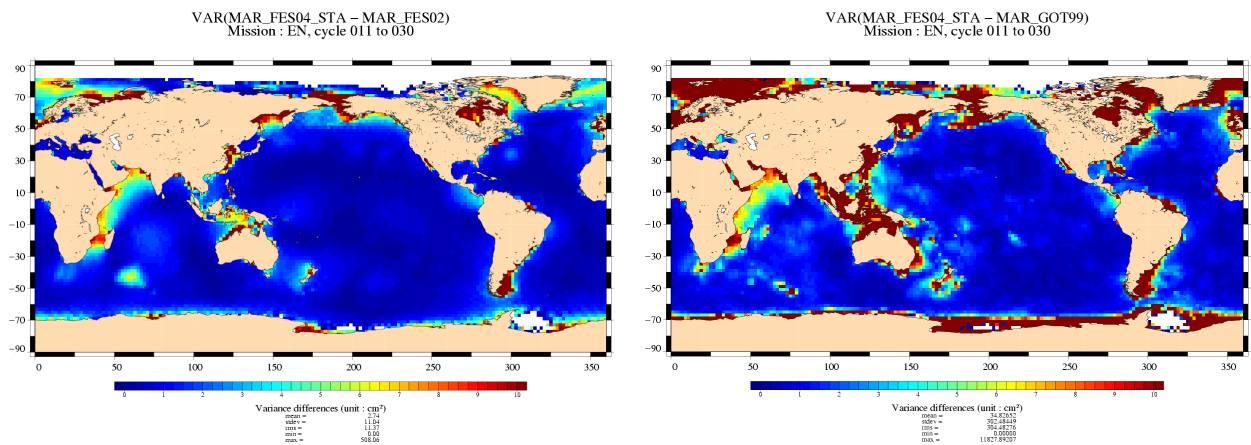 VAR(MAR_FES04_STA − MAR_FES02)
Mission : EN, cycle 011 to 030
90
70
50
30
10
−10
−30
−50
−70
−90
0 50 100 150 200 250 300 350
0 1 2 3 4 5 6 7 8 9 10
Variance differences (unit : cm²)
mean = 2.74
stdev = 11.04
rms = 11.37
min = 0.00
max = 508.06
VAR(MAR_FES04_STA − MAR_GOT99)
Mission : EN, cycle 011 to 030
90
70
50
30
10
−10
−30
−50
−70
−90
0 50 100 150 200 250 300 350
0 1 2 3 4 5 6 7 8 9 10
Variance differences (unit : cm²)
mean = 34.82652
stdev = 302.48449
rms = 304.48276
min = 0.00000
max = 11827.89207